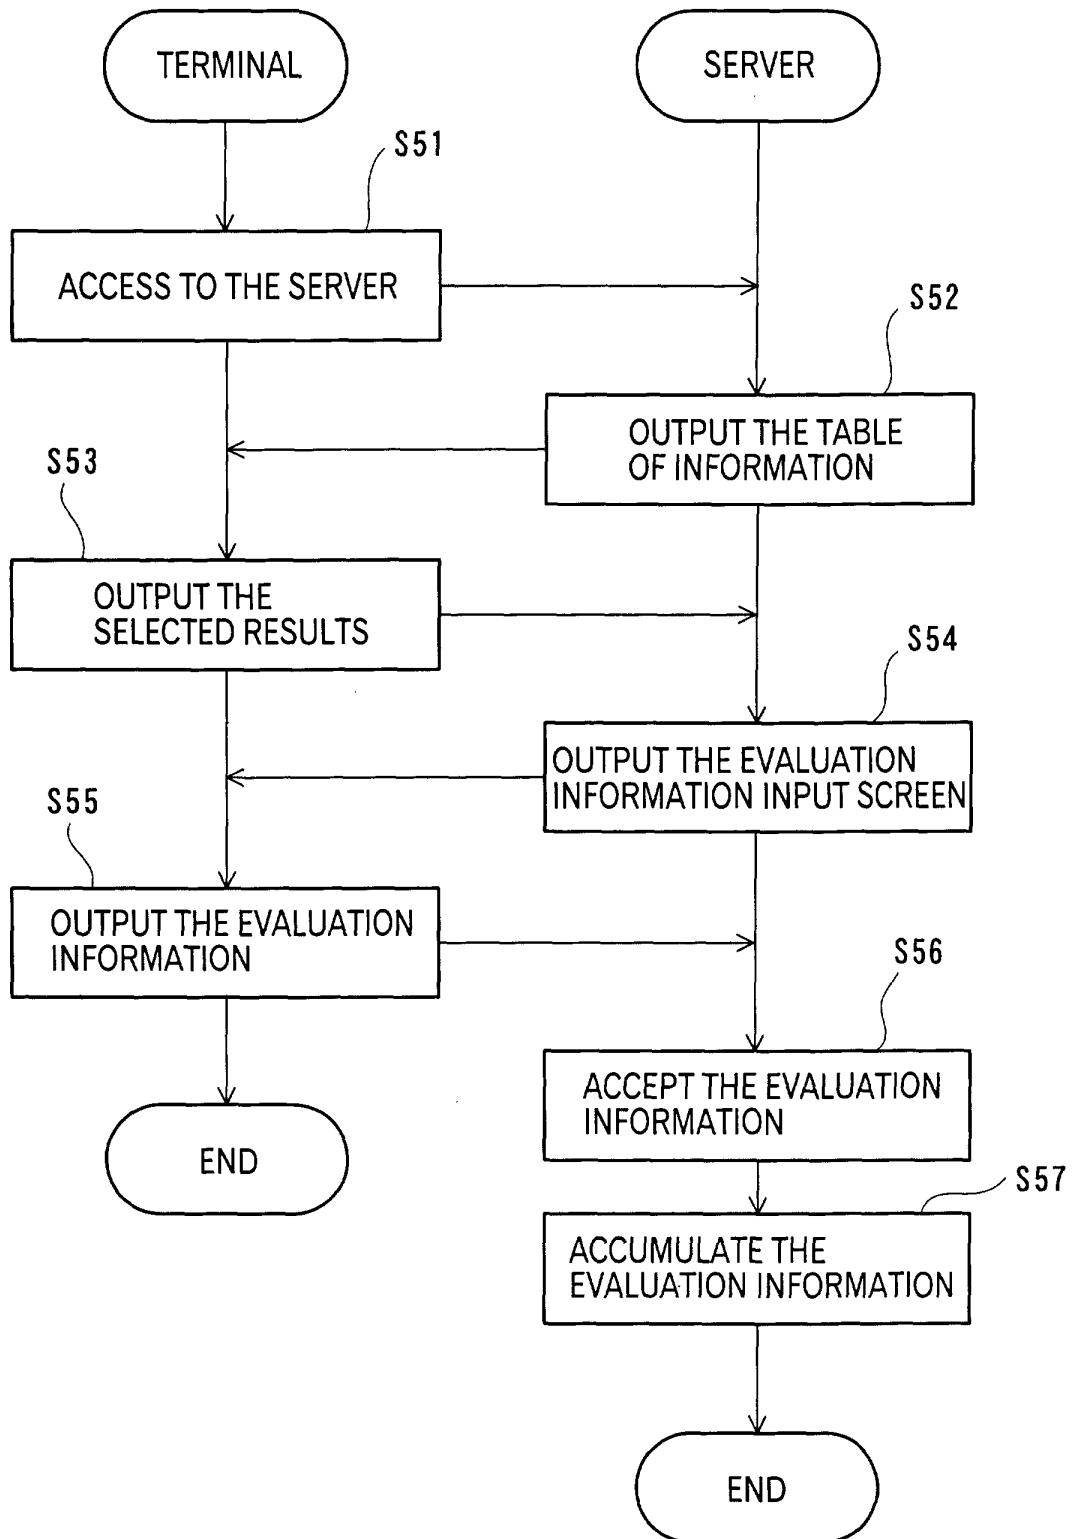 TERMINAL
SERVER
S51
ACCESS TO THE SERVER
S52
OUTPUT THE TABLE
OF INFORMATION
S53
OUTPUT THE
SELECTED RESULTS
S54
OUTPUT THE EVALUATION
INFORMATION INPUT SCREEN
S55
OUTPUT THE EVALUATION
INFORMATION
S56
ACCEPT THE EVALUATION
INFORMATION
END
S57
ACCUMULATE THE
EVALUATION INFORMATION
END